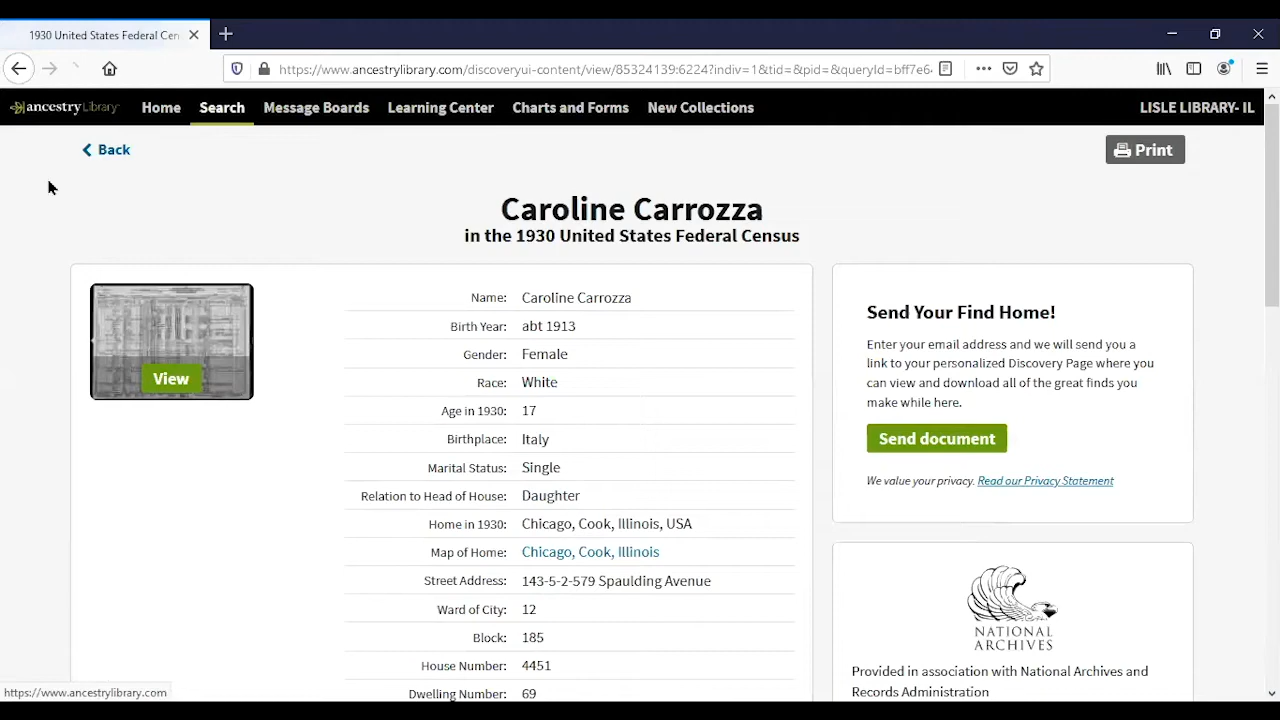 1930 United States Federal Cen
https://www.ancestrylibrary.com/discoveryui-content/view/85324139:6224?indiv=1&tid=&pid=&queryId=bff7e6
ancestryLibrary Home Search Message Boards Learning Center Charts and Forms New Collections LISLE LIBRARY- IL
Back
Print
Caroline Carrozza
in the 1930 United States Federal Census
View
Name: Caroline Carrozza
Birth Year: abt 1913
Gender: Female
Race: White
Age in 1930: 17
Birthplace: Italy
Marital Status: Single
Relation to Head of House: Daughter
Home in 1930: Chicago, Cook, Illinois, USA
Map of Home: Chicago, Cook, Illinois
Street Address: 143-5-2-579 Spaulding Avenue
Ward of City: 12
Block: 185
House Number: 4451
Dwelling Number: 69
Send Your Find Home!
Enter your email address and we will send you a
link to your personalized Discovery Page where you
can view and download all of the great finds you
make while here.
Send document
We value your privacy. Read our Privacy Statement
NATIONAL
ARCHIVES
Provided in association with National Archives and
Records Administration
https://www.ancestrylibrary.com